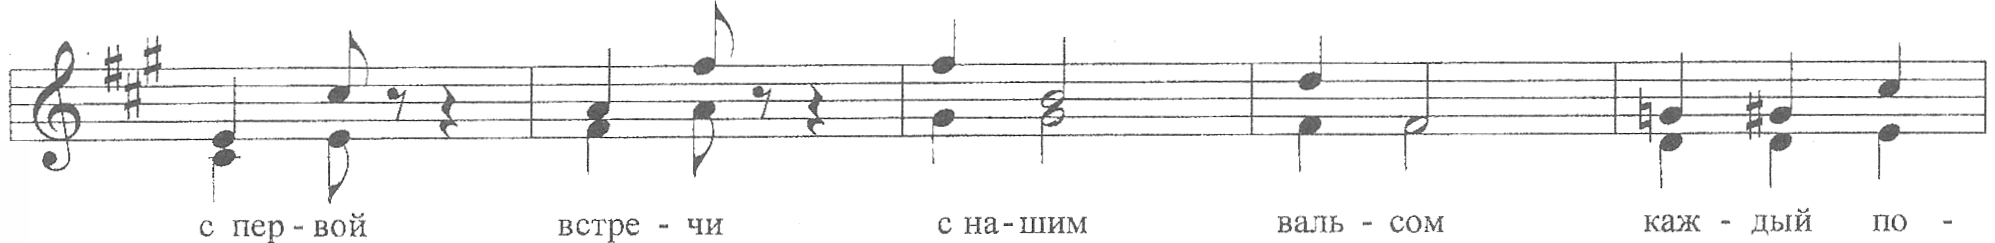 с пер - вой встре - чи с на - шим валь - сом каж - дый по -